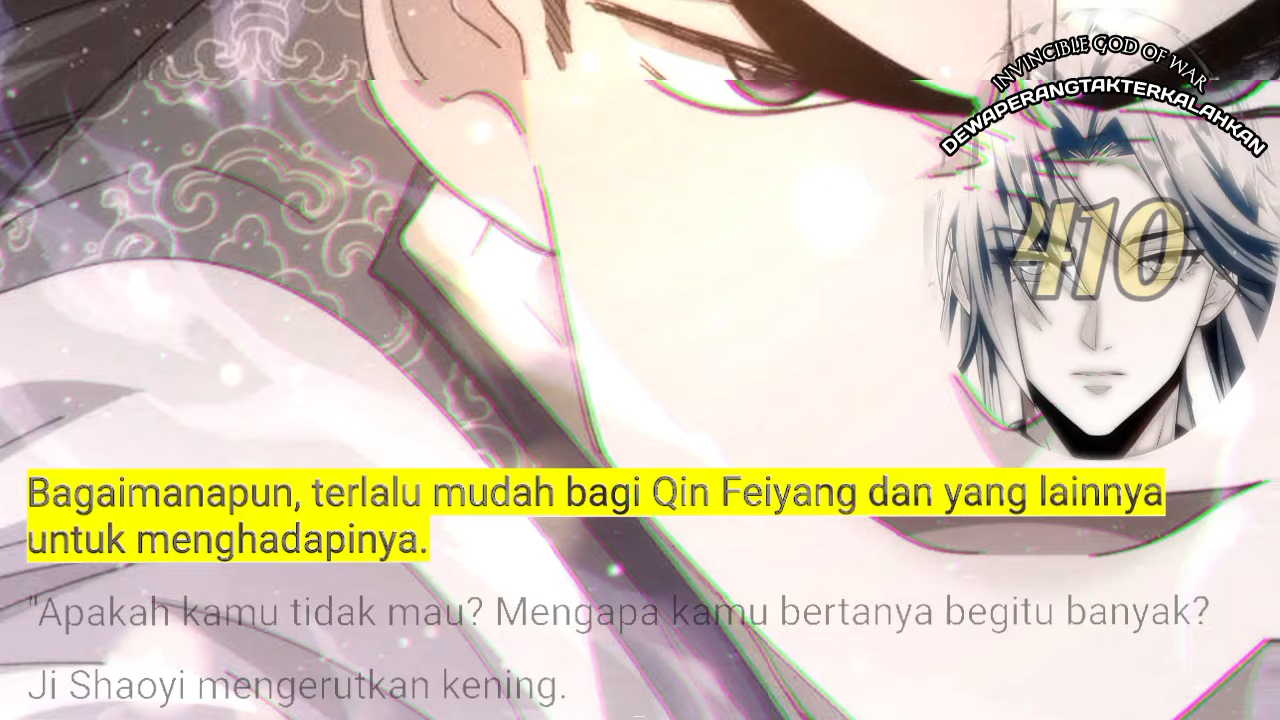 INVINCIBLE GOD OF WAR
DEWAPERANGTAKTERKALAHKAN
410
Bagaimanapun, terlalu mudah bagi Qin Feiyang dan yang lainnya
untuk menghadapinya.
"Apakah kamu tidak mau? Mengapa kamu bertanya begitu banyak?
Ji Shaoyi mengerutkan kening.